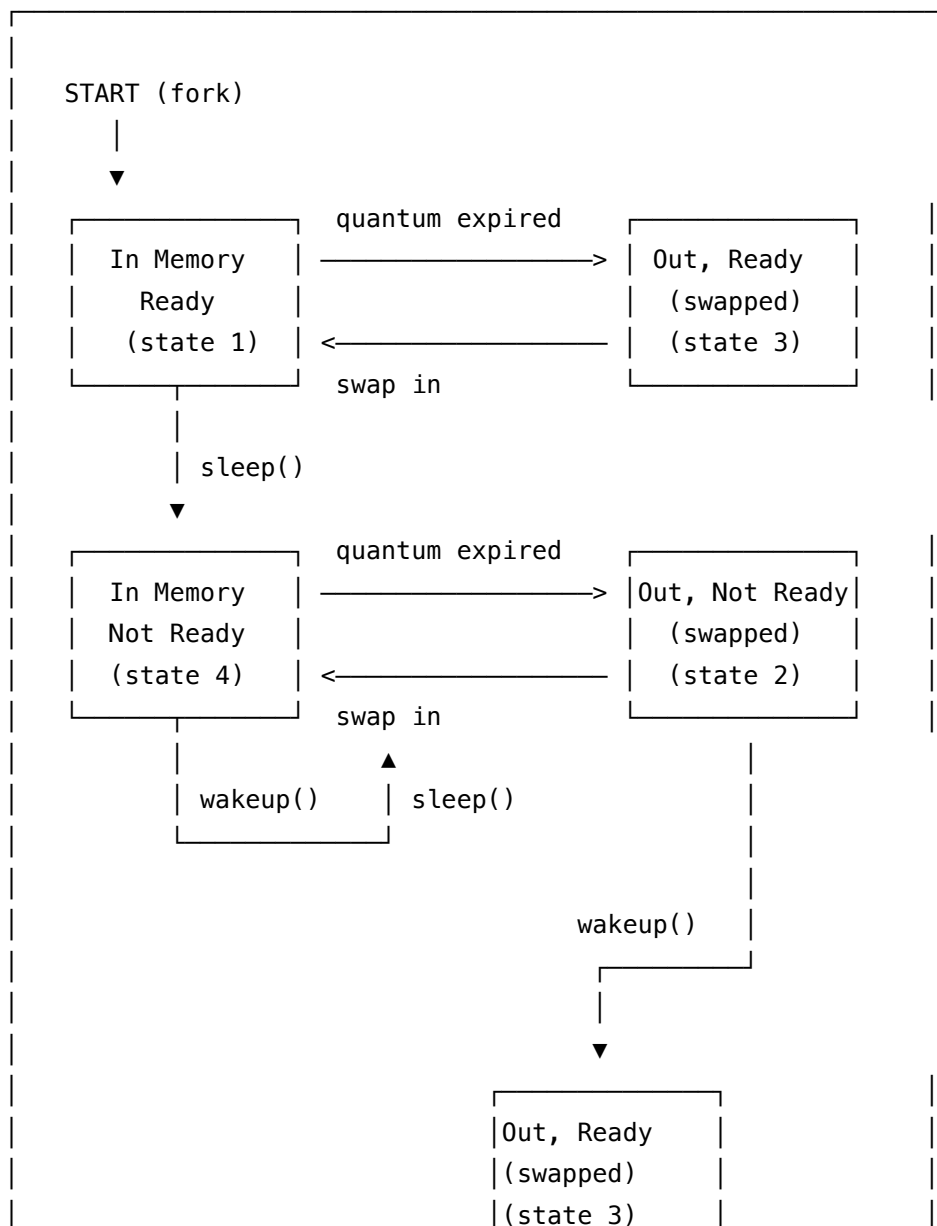 START (fork)
quantum expired
In Memory Out, Ready
Ready (swapped)
(state 1) (state 3)
swap in
sleep()
quantum expired
In Memory Out, Not Ready
Not Ready (swapped)
(state 4) (state 2)
swap in
wakeup() sleep()
wakeup()
Out, Ready
(swapped)
(state 3)